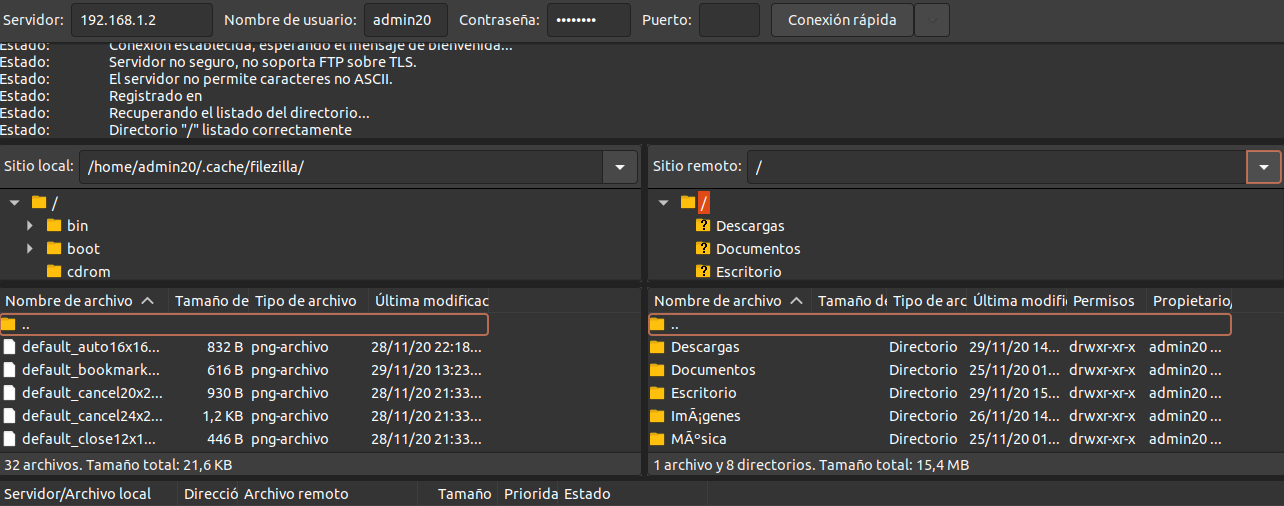 Servidor: 192.168.1.2 Nombre de usuario: admin20 Contraseña: •••••••• Puerto: Conexión rápida
Estado: Conexión establecida, esperando el mensaje de bienvenida...
Estado: Servidor no seguro, no soporta FTP sobre TLS.
Estado: El servidor no permite caracteres no ASCII.
Estado: Registrado en
Estado: Recuperando el listado del directorio...
Estado: Directorio "/" listado correctamente
Sitio local: /home/admin20/.cache/filezilla/
/
bin
boot
cdrom
Sitio remoto: /
/
Descargas
Documentos
Escritorio
Nombre de archivo Tamaño de Tipo de archivo Última modificac
..
default_auto16x16... 832 B png-archivo 28/11/20 22:18...
default_bookmark... 616 B png-archivo 29/11/20 13:23...
default_cancel20x2... 930 B png-archivo 28/11/20 21:33...
default_cancel24x2... 1,2 KB png-archivo 28/11/20 21:33...
default_close12x1... 446 B png-archivo 28/11/20 21:33...
32 archivos. Tamaño total: 21,6 KB
Nombre de archivo Tamaño de Tipo de arc Última modifi Permisos Propietario/
..
Descargas Directorio 29/11/20 14... drwxr-xr-x admin20 ...
Documentos Directorio 25/11/20 01... drwxr-xr-x admin20 ...
Escritorio Directorio 29/11/20 15... drwxr-xr-x admin20 ...
ImÃ¡genes Directorio 26/11/20 14... drwxr-xr-x admin20 ...
MÃºsica Directorio 25/11/20 01... drwxr-xr-x admin20 ...
1 archivo y 8 directorios. Tamaño total: 15,4 MB
Servidor/Archivo local Direcció Archivo remoto Tamaño Priorida Estado